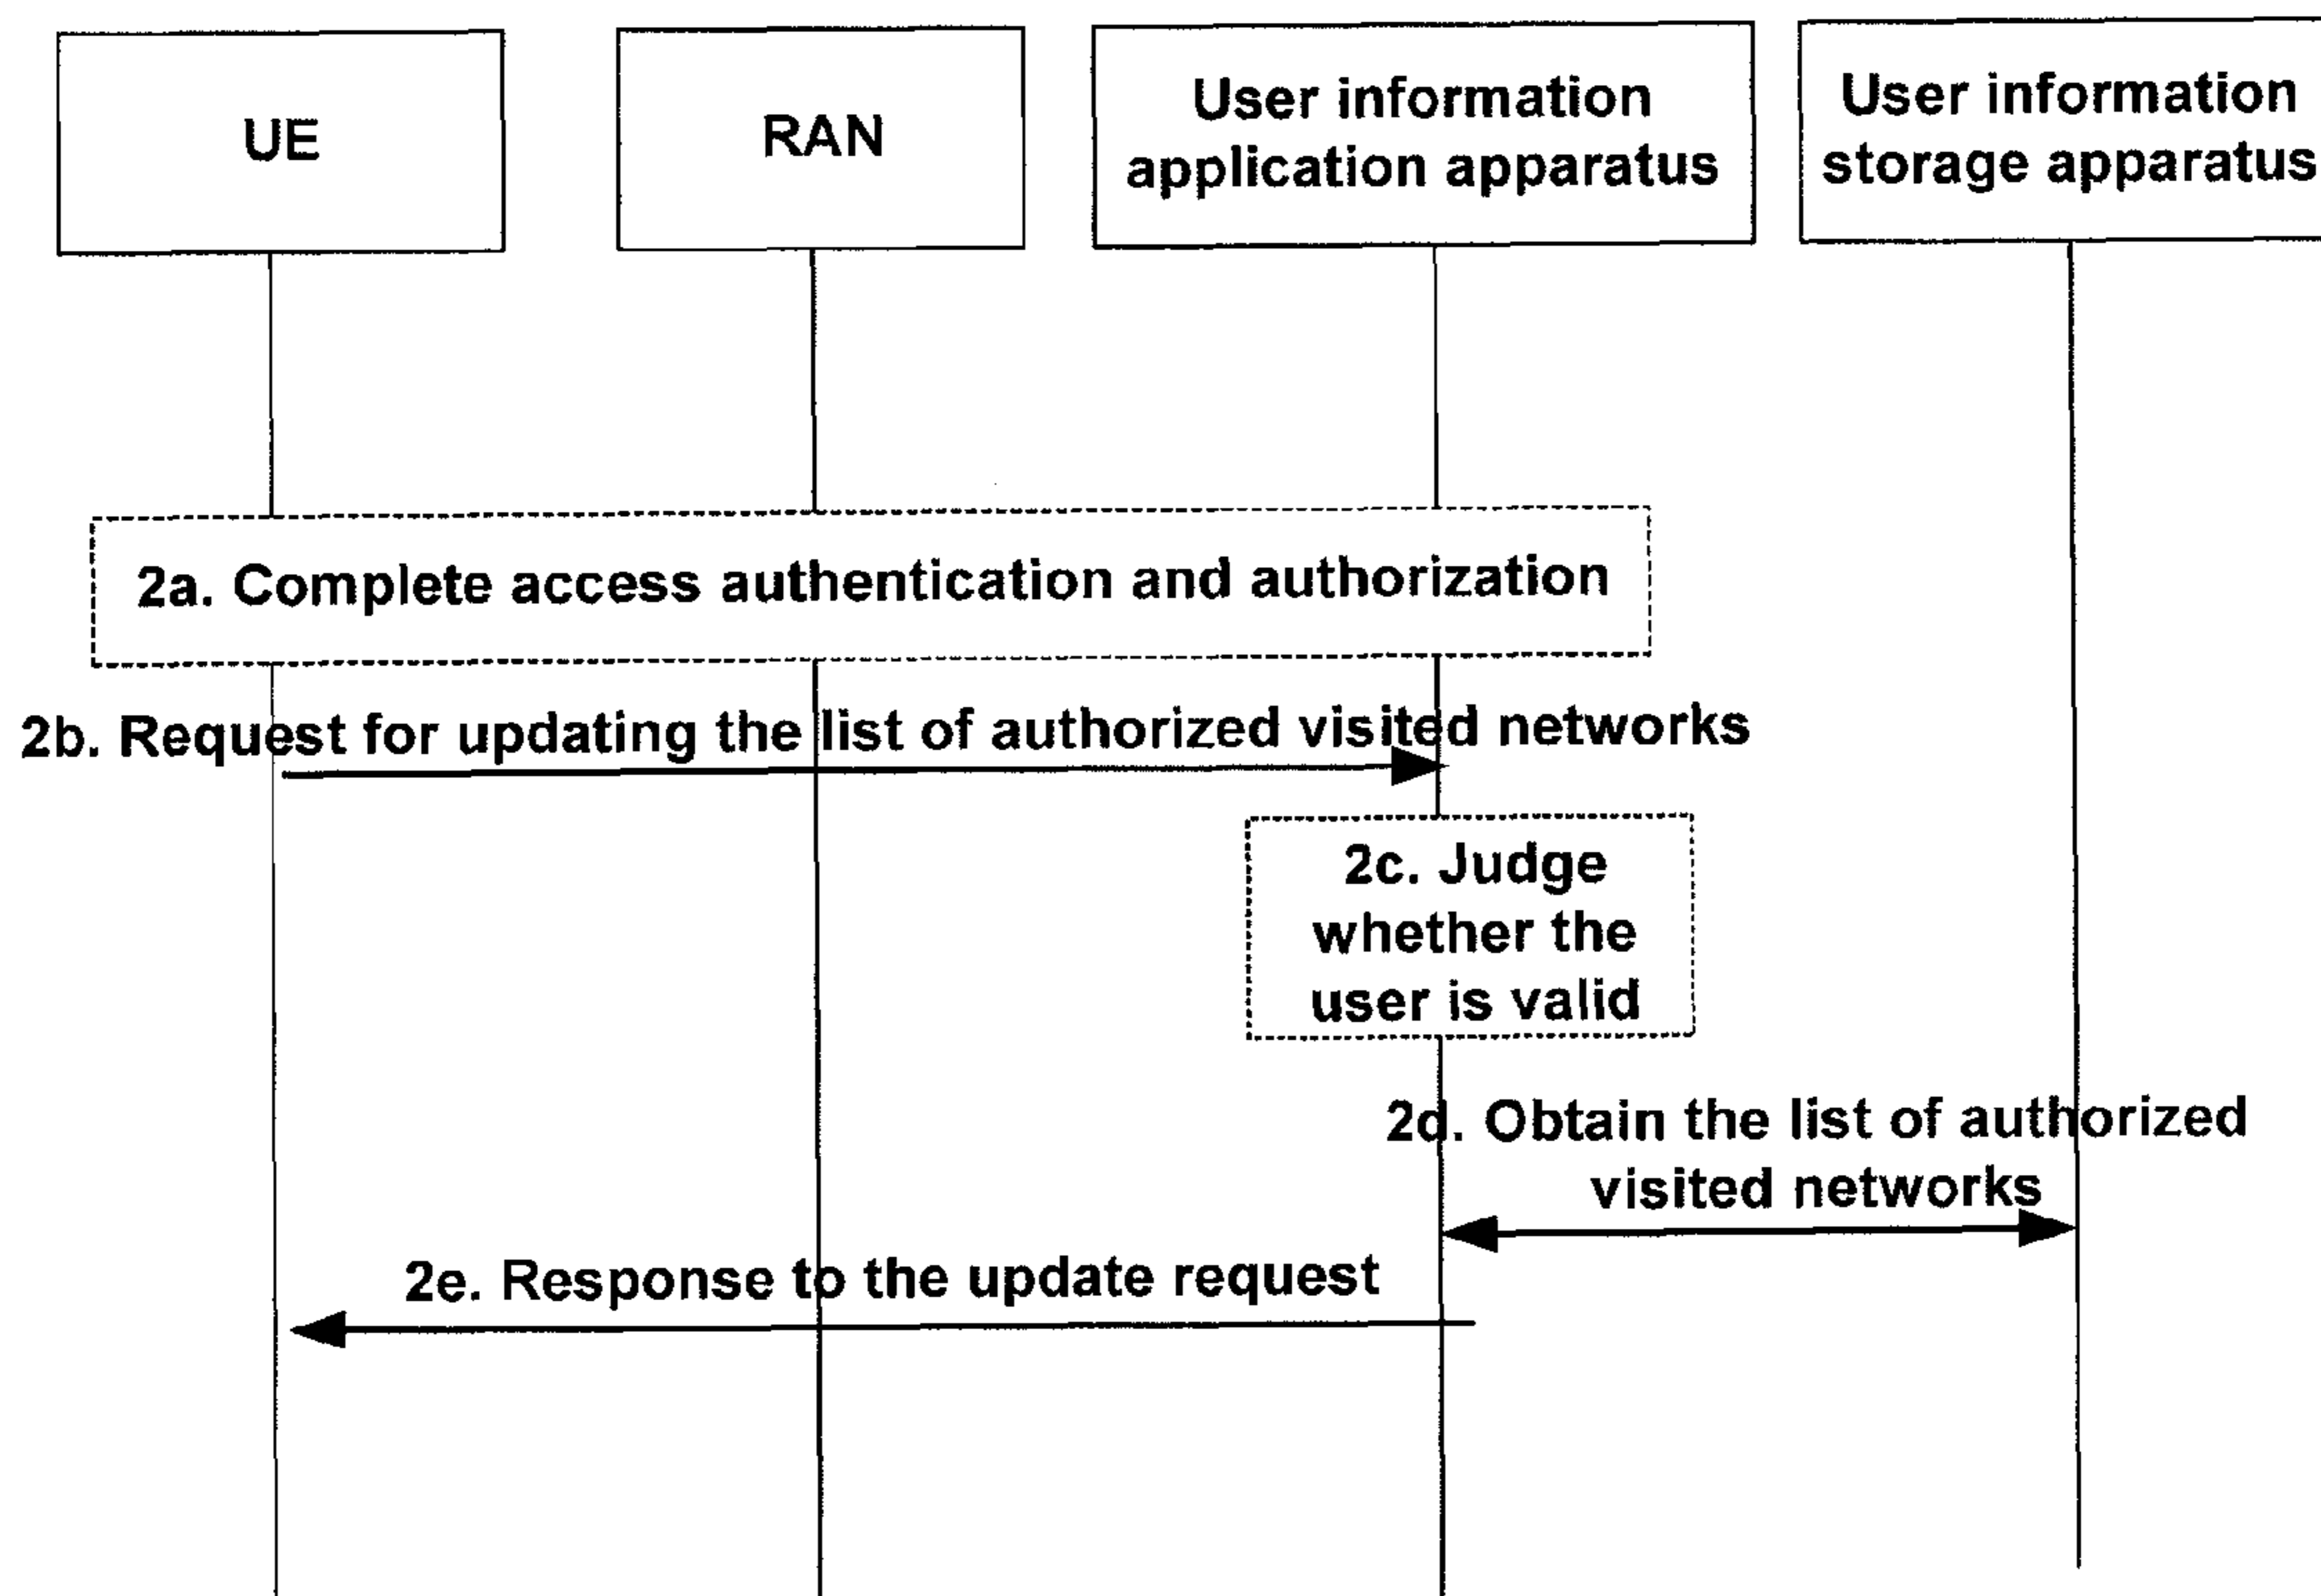 UE
RAN
User information
application apparatus
User information
storage apparatus
2a. Complete access authentication and authorization
2b. Request for updating the list of authorized visited networks
2c. Judge
whether the
user is valid
2d. Obtain the list of authorized
visited networks
2e. Response to the update request